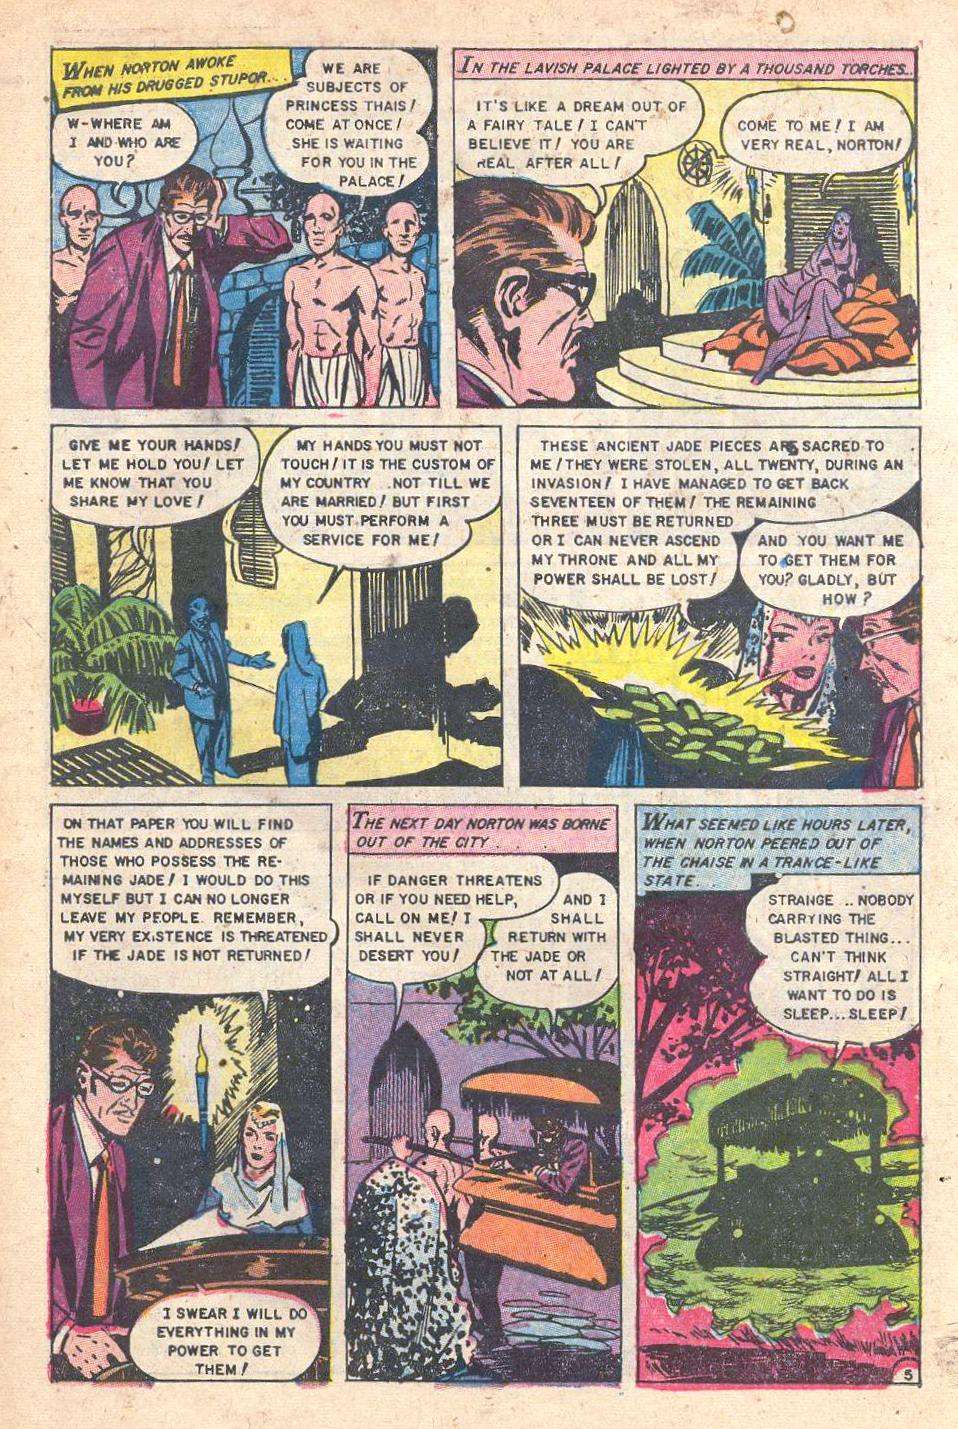 WHEN NORTON AWOKE
FROM HIS DRUGGED STUPOR...
W-WHERE AM
I AND WHO ARE
YOU?
WE ARE
SUBJECTS OF
PRINCESS THAIS!
COME AT ONCE!
SHE IS WAITING
FOR YOU IN THE
PALACE!
IN THE LAVISH PALACE LIGHTED BY A THOUSAND TORCHES...
IT'S LIKE A DREAM OUT OF
A FAIRY TALE! I CAN'T
BELIEVE IT! YOU ARE
REAL AFTER ALL!
COME TO ME! I AM
VERY REAL, NORTON!
GIVE ME YOUR HANDS!
LET ME HOLD YOU! LET
ME KNOW THAT YOU
SHARE MY LOVE!
MY HANDS YOU MUST NOT
TOUCH! IT IS THE CUSTOM OF
MY COUNTRY ..NOT TILL WE
ARE MARRIED! BUT FIRST
YOU MUST PERFORM A
SERVICE FOR ME!
THESE ANCIENT JADE PIECES ARE SACRED TO
ME! THEY WERE STOLEN, ALL TWENTY, DURING AN
INVASION! I HAVE MANAGED TO GET BACK
SEVENTEEN OF THEM! THE REMAINING
THREE MUST BE RETURNED
OR I CAN NEVER ASCEND
MY THRONE AND ALL MY
POWER SHALL BE LOST!
AND YOU WANT ME
TO GET THEM FOR
YOU? GLADLY, BUT
HOW?
ON THAT PAPER YOU WILL FIND
THE NAMES AND ADDRESSES OF
THOSE WHO POSSESS THE RE-
MAINING JADE! I WOULD DO THIS
MYSELF BUT I CAN NO LONGER
LEAVE MY PEOPLE. REMEMBER,
MY VERY EXISTENCE IS THREATENED
IF THE JADE IS NOT RETURNED!
I SWEAR I WILL DO
EVERYTHING IN MY
POWER TO GET
THEM!
THE NEXT DAY NORTON WAS BORNE
OUT OF THE CITY . . .
IF DANGER THREATENS
OR IF YOU NEED HELP,
CALL ON ME! I
SHALL NEVER
DESERT YOU!
AND I
SHALL
RETURN WITH
THE JADE OR
NOT AT ALL!
WHAT SEEMED LIKE HOURS LATER,
WHEN NORTON PEERED OUT OF
THE CHAISE IN A TRANCE-LIKE
STATE.
STRANGE ..NOBODY
CARRYING THE
BLASTED THING...
CAN'T THINK
STRAIGHT! ALL I
WANT TO DO IS
SLEEP...SLEEP!
5